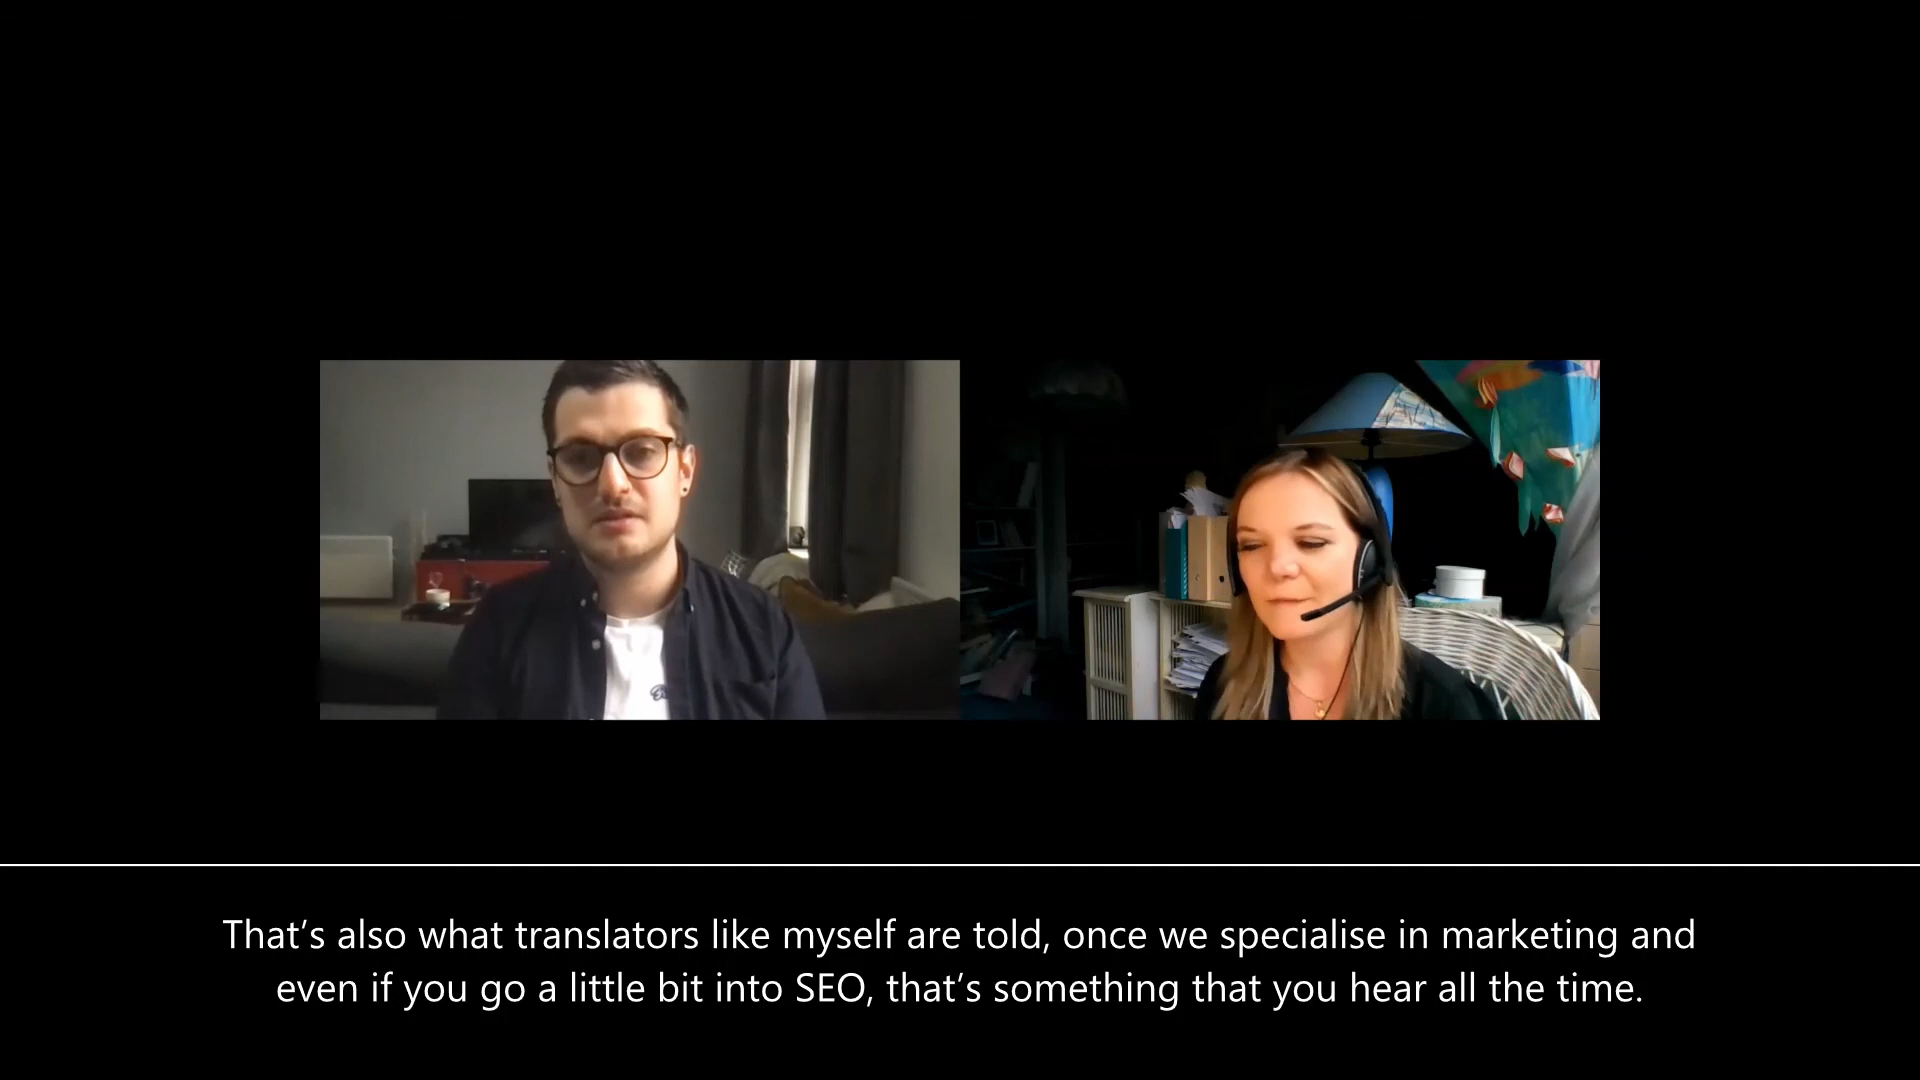 That’s also what translators like myself are told, once we specialise in marketing and
even if you go a little bit into SEO, that’s something that you hear all the time.